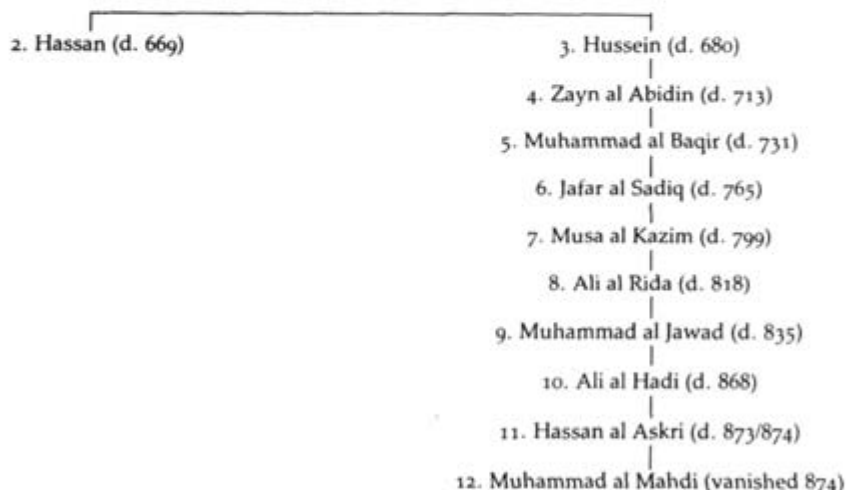 2. Hassan (d. 669) 3. Hussein (d. 680)
4. Zayn al Abidin (d. 713)
5. Muhammad al Baqir (d. 731)
6. Jafar al Sadiq (d. 765)
7. Musa al Kazim (d. 799)
8. Ali al Rida (d. 818)
9. Muhammad al Jawad (d. 835)
10. Ali al Hadi (d. 868)
11. Hassan al Askri (d. 873/874)
12. Muhammad al Mahdi (vanished 874)